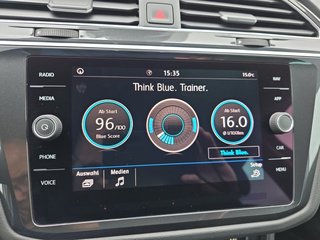 RADIO
MEDIA
PHONE
VOICE
15:35
15.0°C
Think Blue. Trainer.
Ab Start
96/100
Blue Score
Ab Start
16.0
Ø l/100km
Think Blue.
Auswahl
Medien
Setup
NAV
APP
CAR
MENU